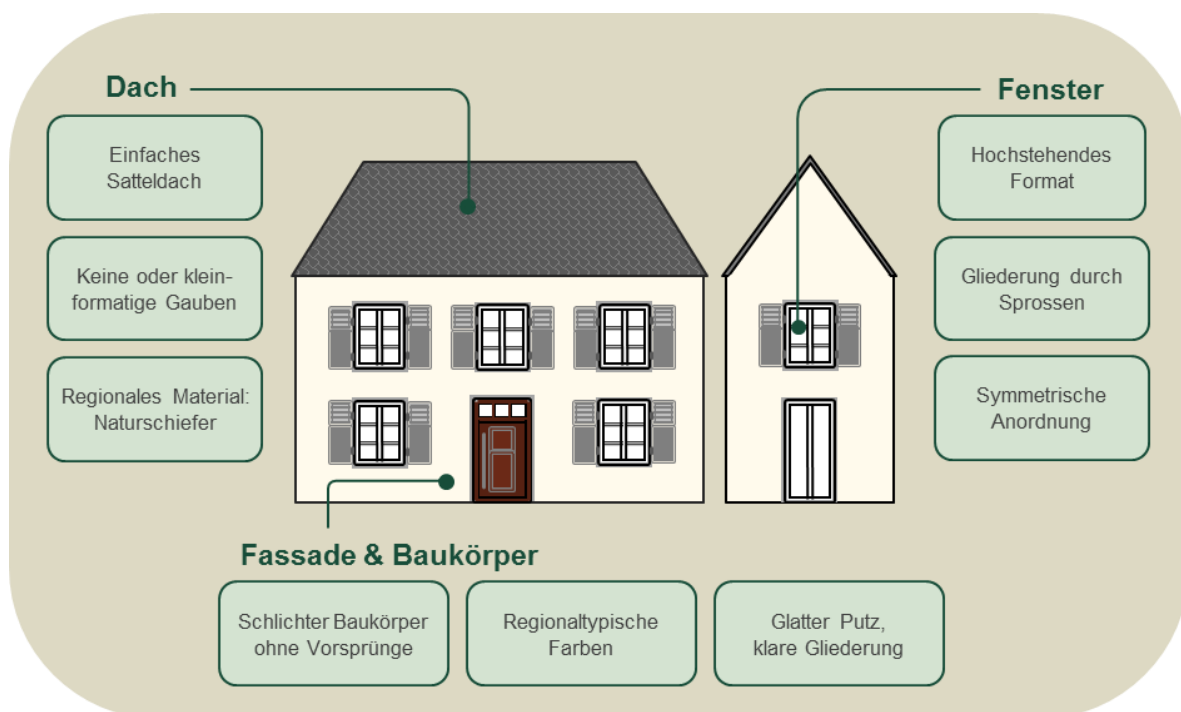 Dach
Einfaches
Satteldach
Keine oder klein-
formatige Gauben
Regionales Material:
Naturschiefer
Fenster
Hochstehendes
Format
Gliederung durch
Sprossen
Symmetrische
Anordnung
Fassade & Baukörper
Schlichter Baukörper
ohne Vorsprünge
Regionaltypische
Farben
Glatter Putz,
klare Gliederung